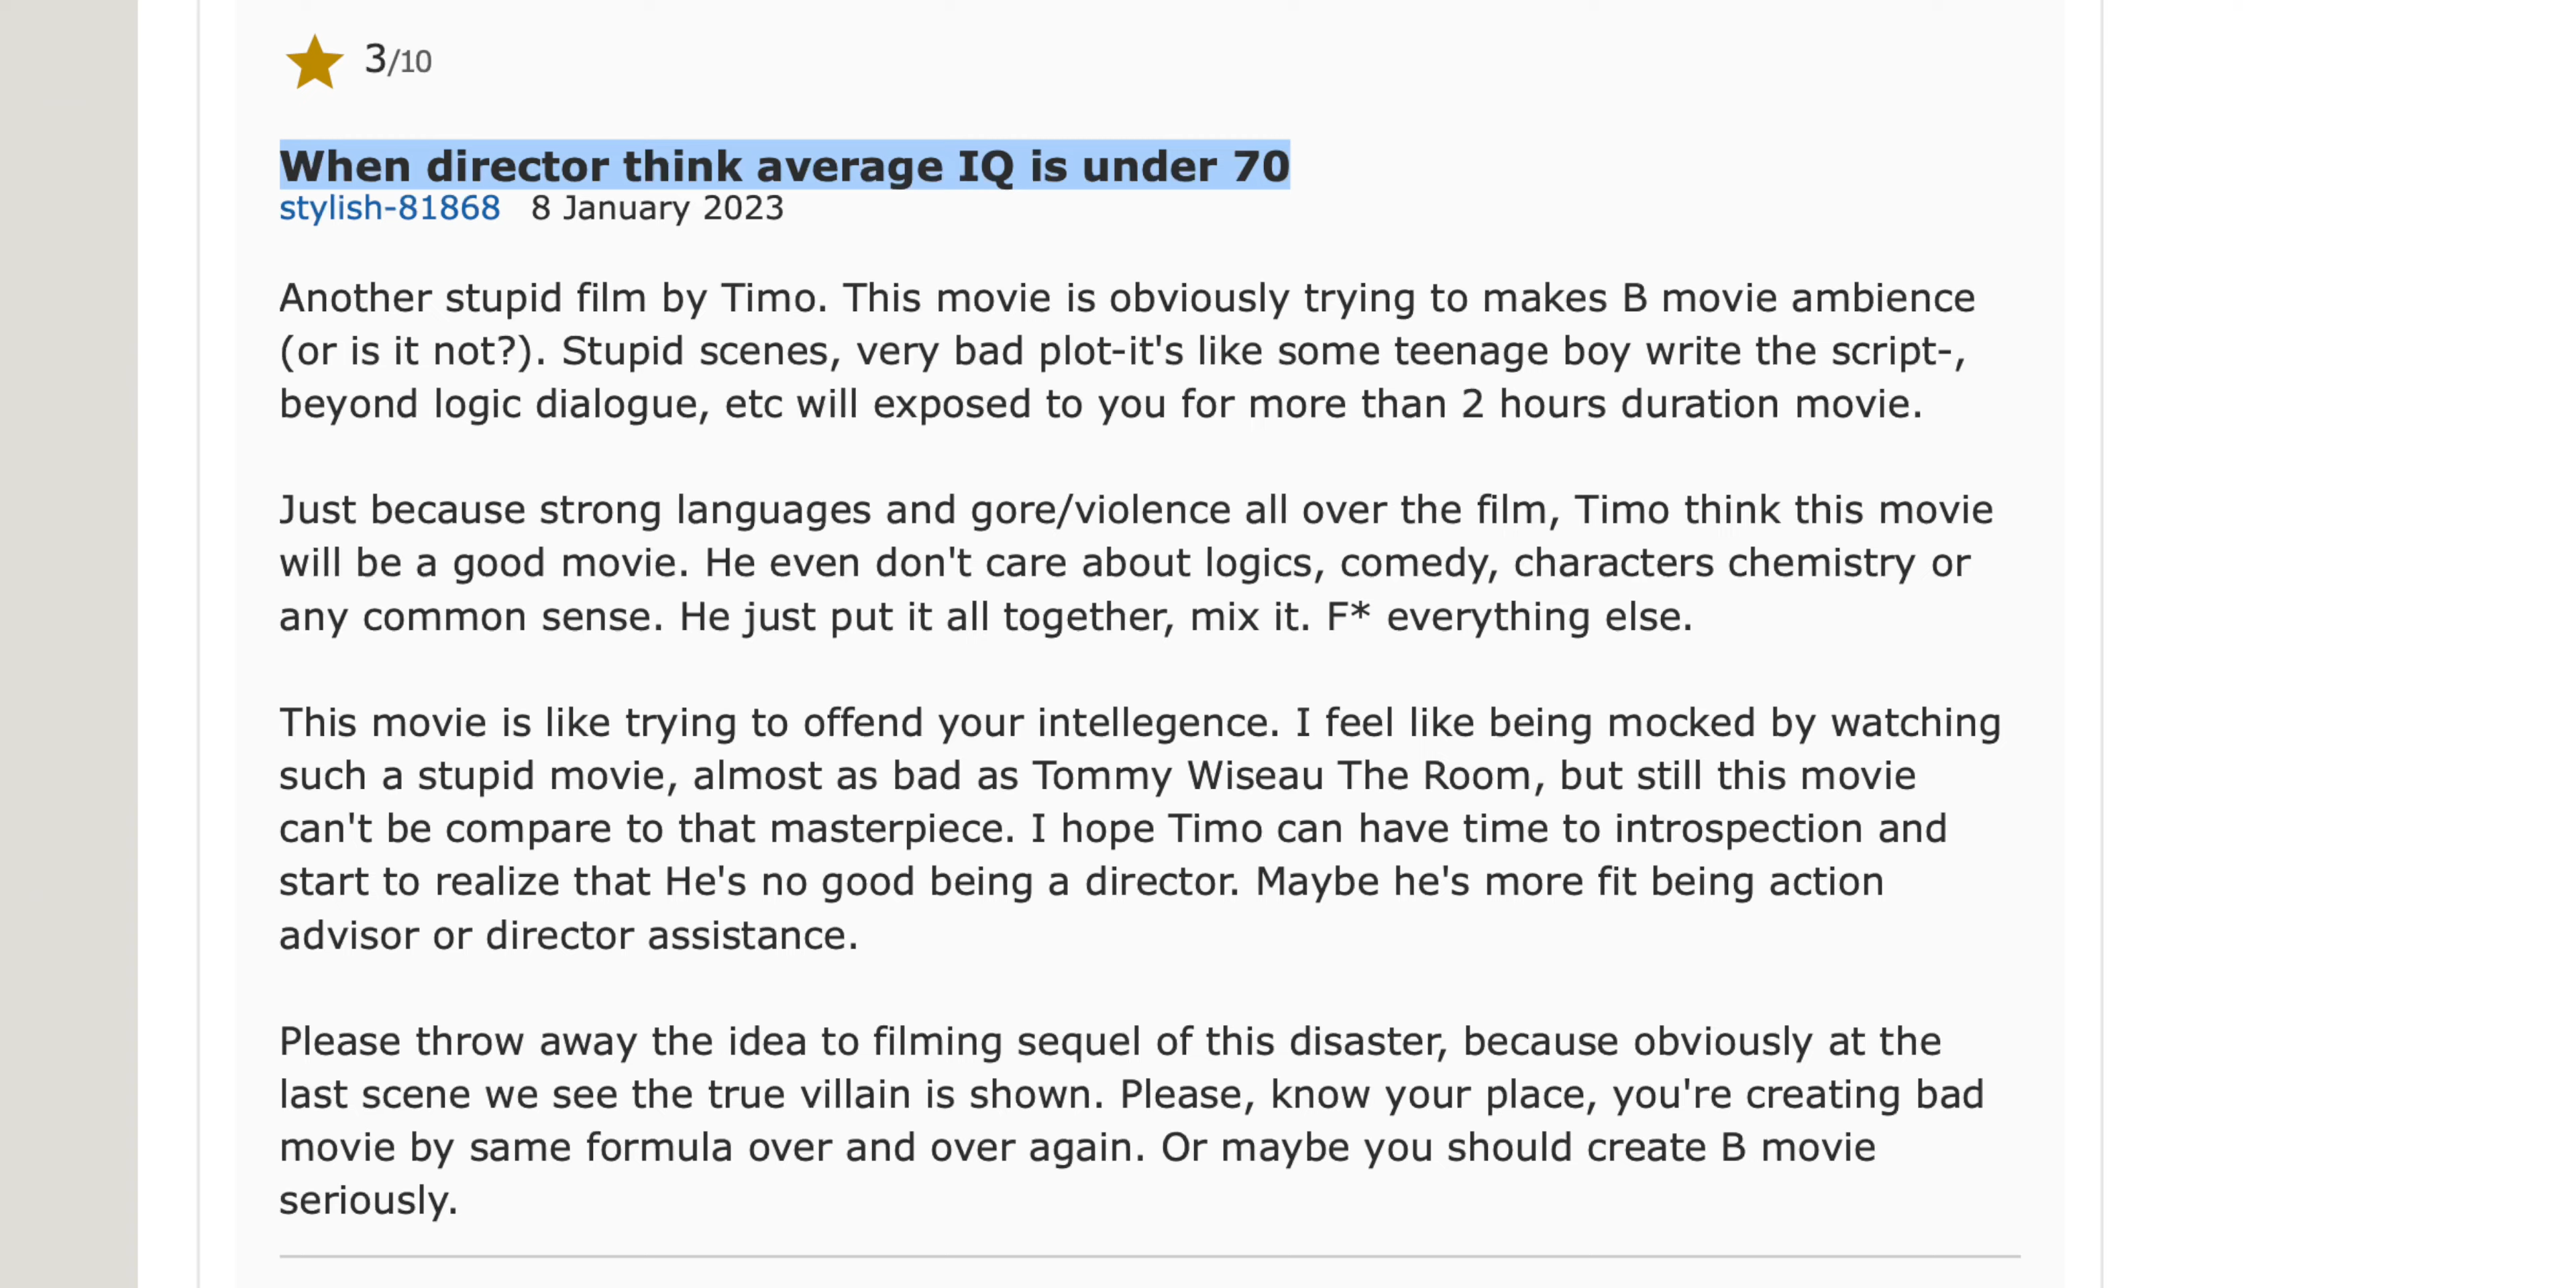 3/10
When director think average IQ is under 70
stylish-81868 8 January 2023
Another stupid film by Timo. This movie is obviously trying to makes B movie ambience
(or is it not?). Stupid scenes, very bad plot-it's like some teenage boy write the script-,
beyond logic dialogue, etc will exposed to you for more than 2 hours duration movie.
Just because strong languages and gore/violence all over the film, Timo think this movie
will be a good movie. He even don't care about logics, comedy, characters chemistry or
any common sense. He just put it all together, mix it. F* everything else.
This movie is like trying to offend your intellegence. I feel like being mocked by watching
such a stupid movie, almost as bad as Tommy Wiseau The Room, but still this movie
can't be compare to that masterpiece. I hope Timo can have time to introspection and
start to realize that He's no good being a director. Maybe he's more fit being action
advisor or director assistance.
Please throw away the idea to filming sequel of this disaster, because obviously at the
last scene we see the true villain is shown. Please, know your place, you're creating bad
movie by same formula over and over again. Or maybe you should create B movie
seriously.